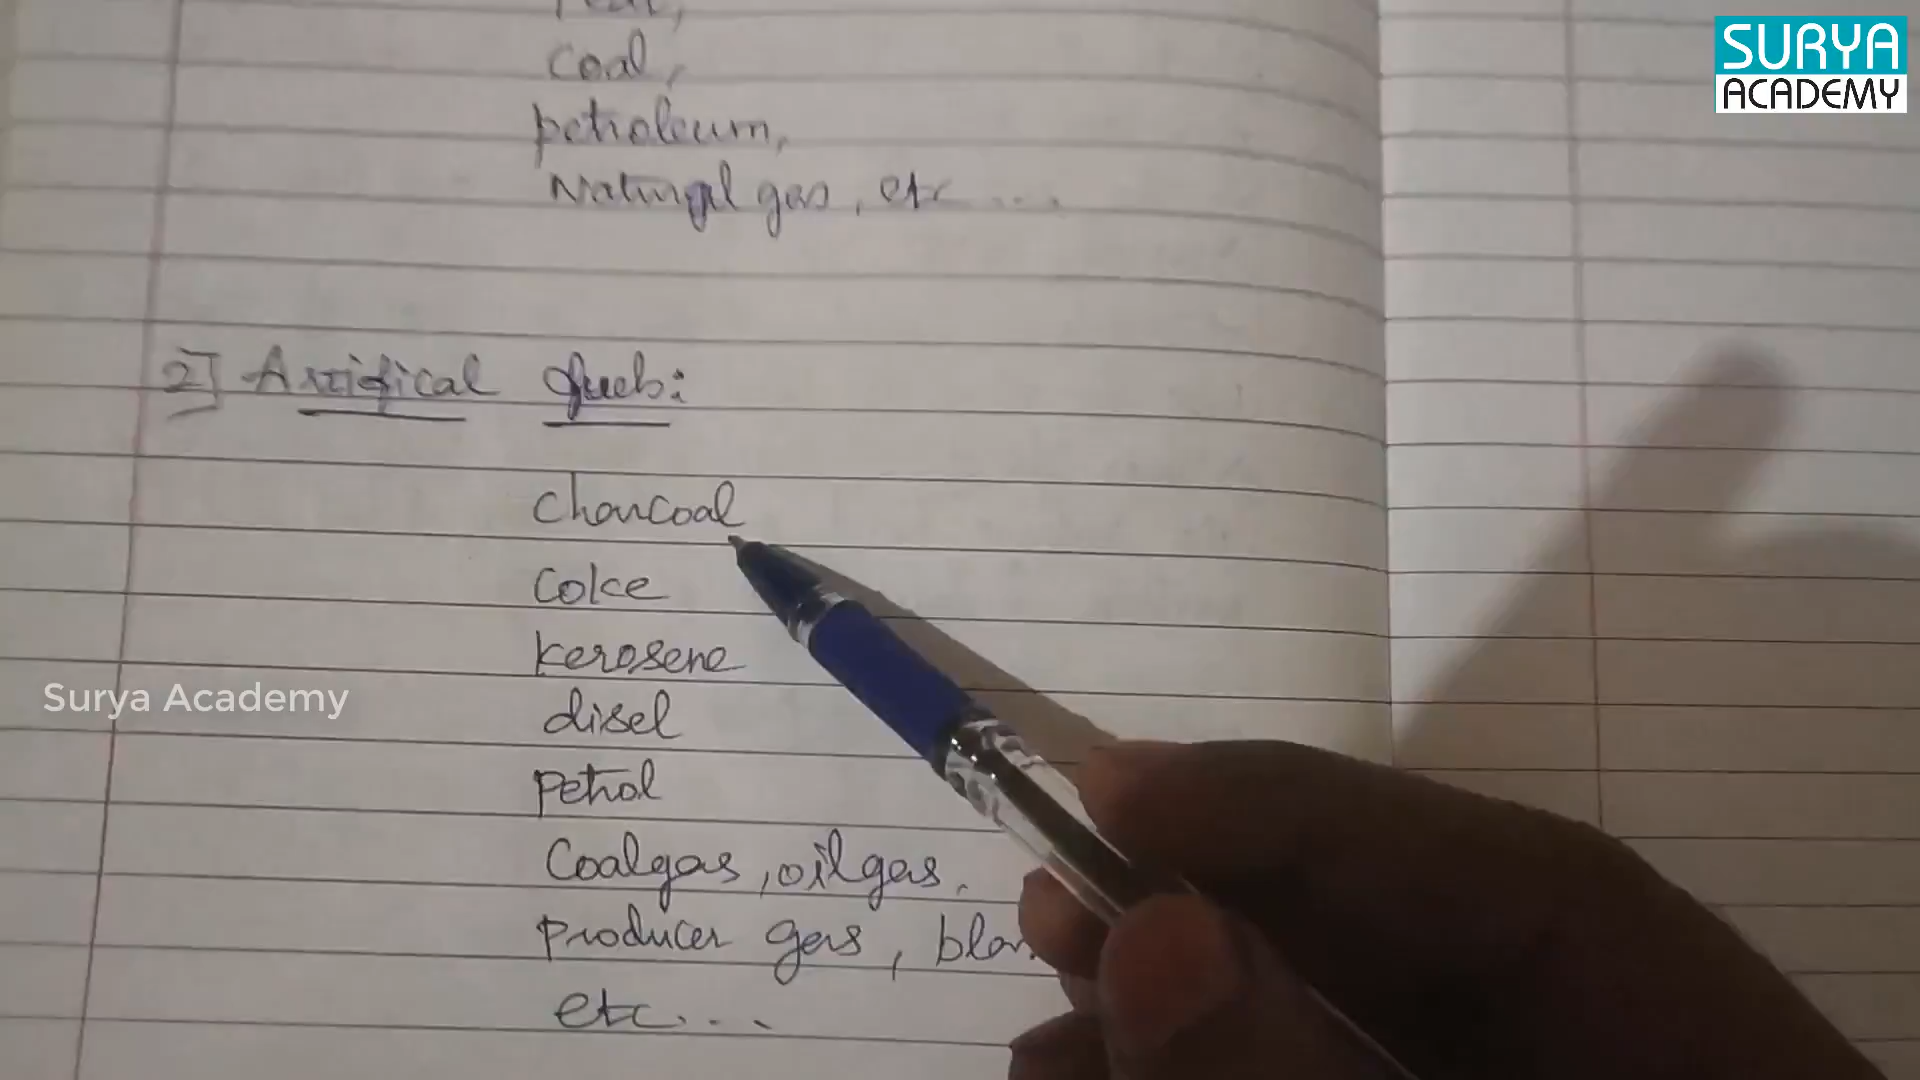 SURYA
ACADEMY
coal,
petroleum,
Natural gas, etc ....
2] Artifical fuels:
charcoal
coke
kerosene
disel
petrol
Coalgas, oilgas,
producer gas,
etc...
Surya Academy